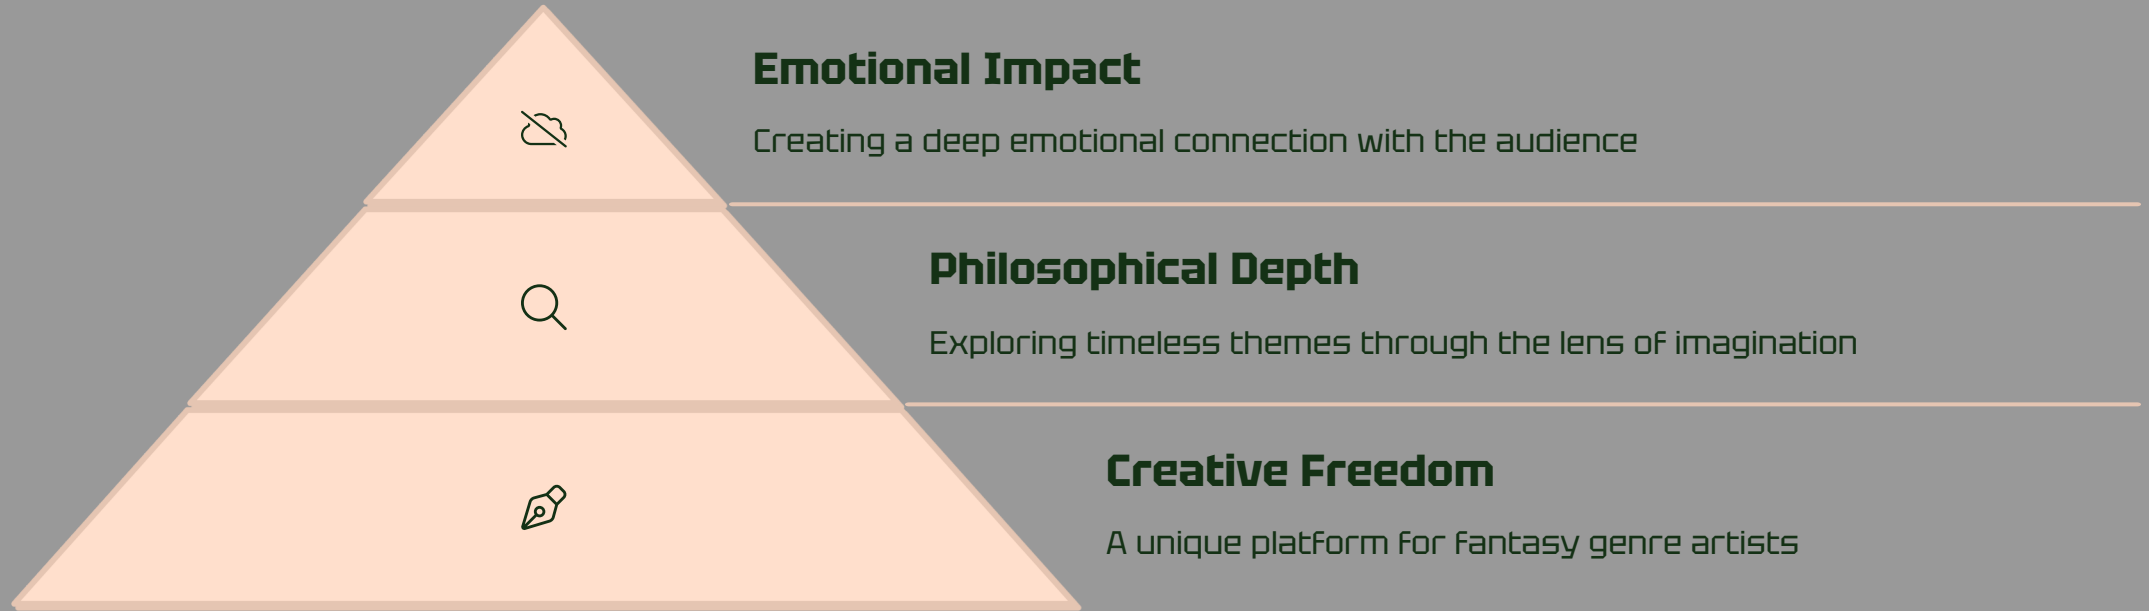 Emotional Impact
Creating a deep emotional connection with the audience
Philosophical Depth
Exploring timeless themes through the lens of imagination
Creative Freedom
A unique platform for fantasy genre artists